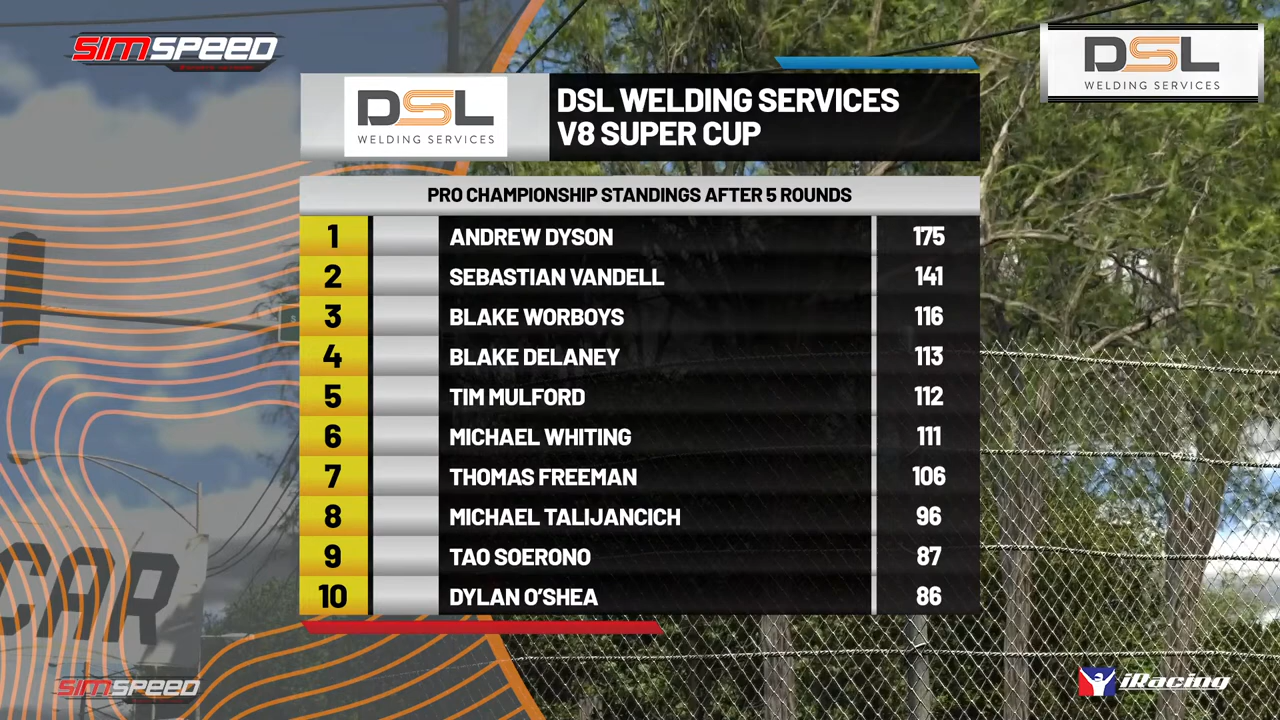 SIMSPEED
DSL
WELDING SERVICES
DSL WELDING SERVICES
V8 SUPER CUP
DSL
WELDING SERVICES
PRO CHAMPIONSHIP STANDINGS AFTER 5 ROUNDS
1 ANDREW DYSON 175
2 SEBASTIAN VANDELL 141
3 BLAKE WORBOYS 116
4 BLAKE DELANEY 113
5 TIM MULFORD 112
6 MICHAEL WHITING 111
7 THOMAS FREEMAN 106
8 MICHAEL TALIJANCICH 96
9 TAO SOERONO 87
10 DYLAN O'SHEA 86
CAR
SIMSPEED
iRacing